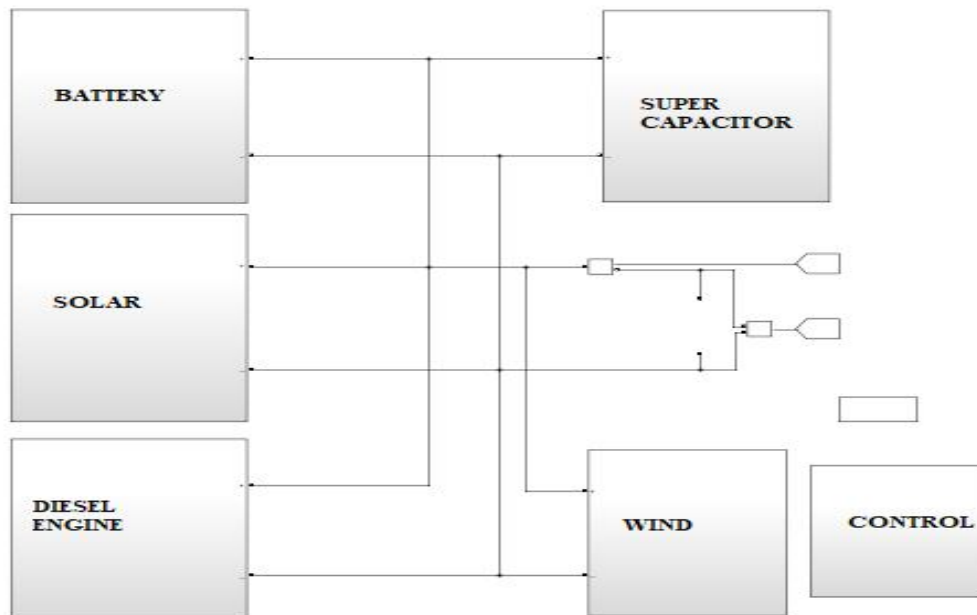 BATTERY
SUPER
CAPACITOR
SOLAR
DIESEL
ENGINE
WIND
CONTROL